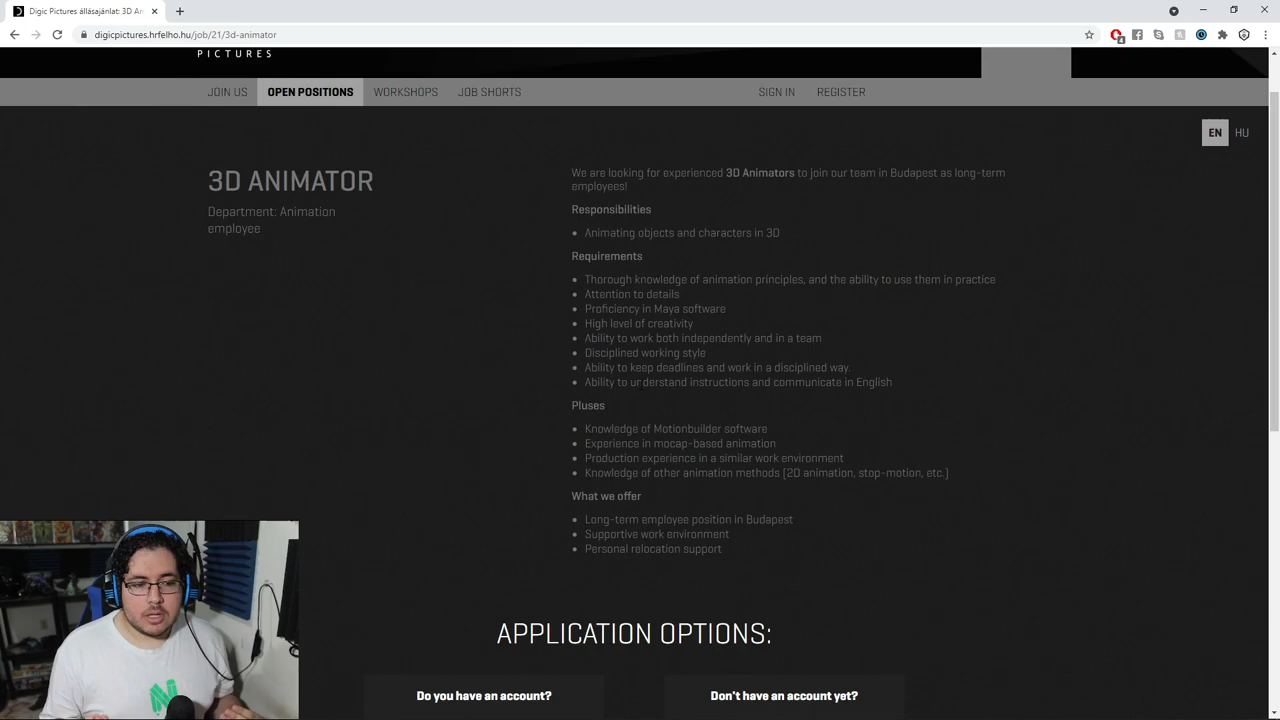 Digic Pictures állásajánlat: 3D An
digicpictures.hrfelho.hu/job/21/3d-animator
4
PICTURES
JOIN US
OPEN POSITIONS
WORKSHOPS
JOB SHORTS
SIGN IN
REGISTER
EN
HU
3D ANIMATOR
Department: Animation
employee
We are looking for experienced 3D Animators to join our team in Budapest as long-term
employees!
Responsibilities
Animating objects and characters in 3D
Requirements
Thorough knowledge of animation principles, and the ability to use them in practice
Attention to details
Proficiency in Maya software
High level of creativity
Ability to work both independently and in a team
Disciplined working style
Ability to keep deadlines and work in a disciplined way.
Ability to understand instructions and communicate in English
Pluses
Knowledge of Motionbuilder software
Experience in mocap-based animation
Production experience in a similar work environment
Knowledge of other animation methods (2D animation, stop-motion, etc.)
What we offer
Long-term employee position in Budapest
Supportive work environment
Personal relocation support
APPLICATION OPTIONS:
Do you have an account?
Don't have an account yet?